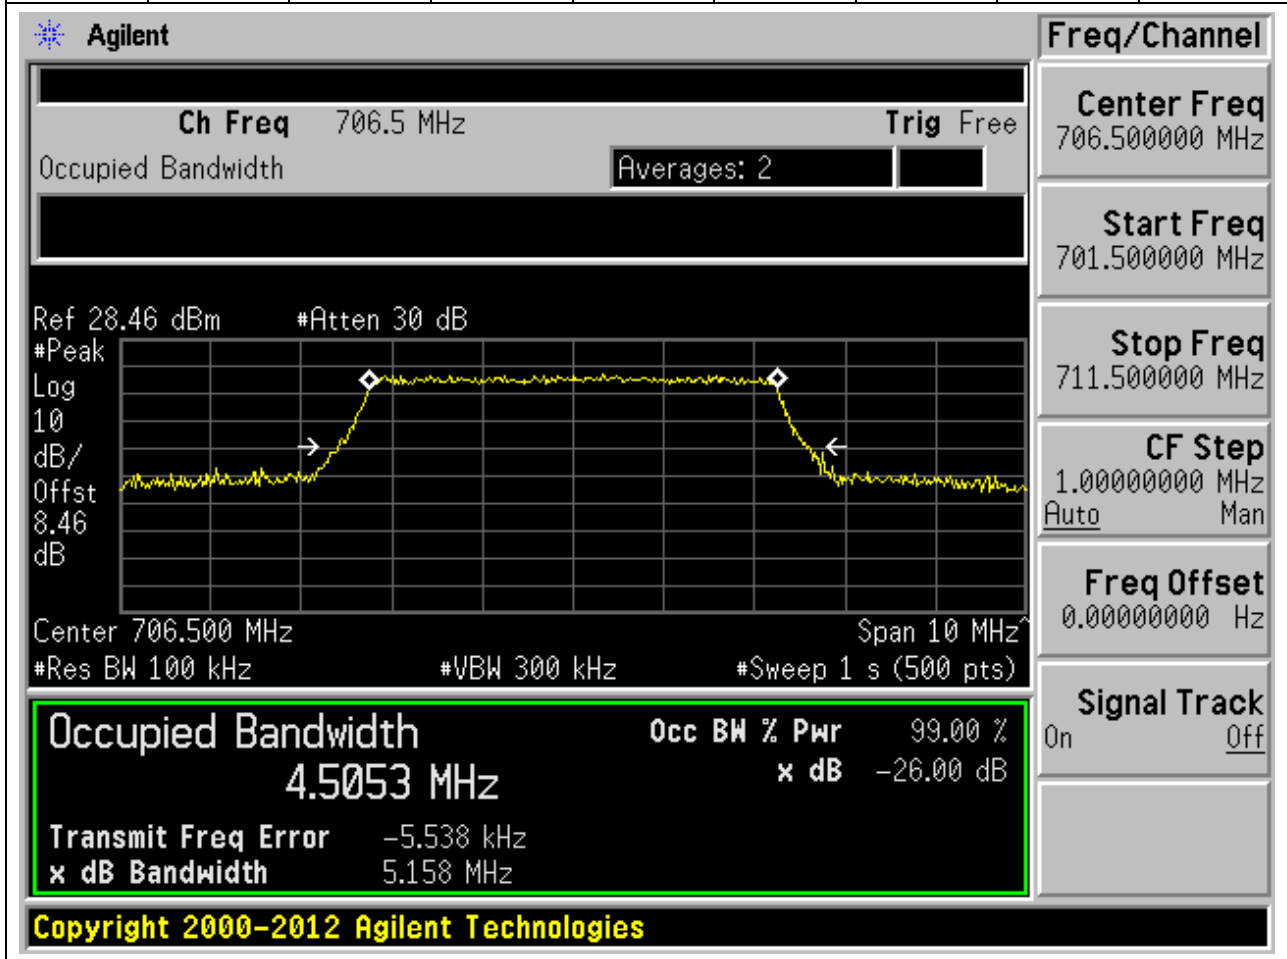 Agilent
Freq/Channel
Ch Freq 706.5 MHz Trig Free
Occupied Bandwidth Averages: 2
Center Freq
706.500000 MHz
Start Freq
701.500000 MHz
Stop Freq
711.500000 MHz
CF Step
1.00000000 MHz
Auto Man
Freq Offset
0.00000000 Hz
Signal Track
On Off
Ref 28.46 dBm #Atten 30 dB
#Peak
Log
10
dB/
Offst
8.46
dB
Center 706.500 MHz Span 10 MHz^
#Res BW 100 kHz #VBW 300 kHz #Sweep 1 s (500 pts)
Occupied Bandwidth Occ BW % Pwr 99.00 %
4.5053 MHz x dB -26.00 dB
Transmit Freq Error -5.538 kHz
x dB Bandwidth 5.158 MHz
Copyright 2000-2012 Agilent Technologies